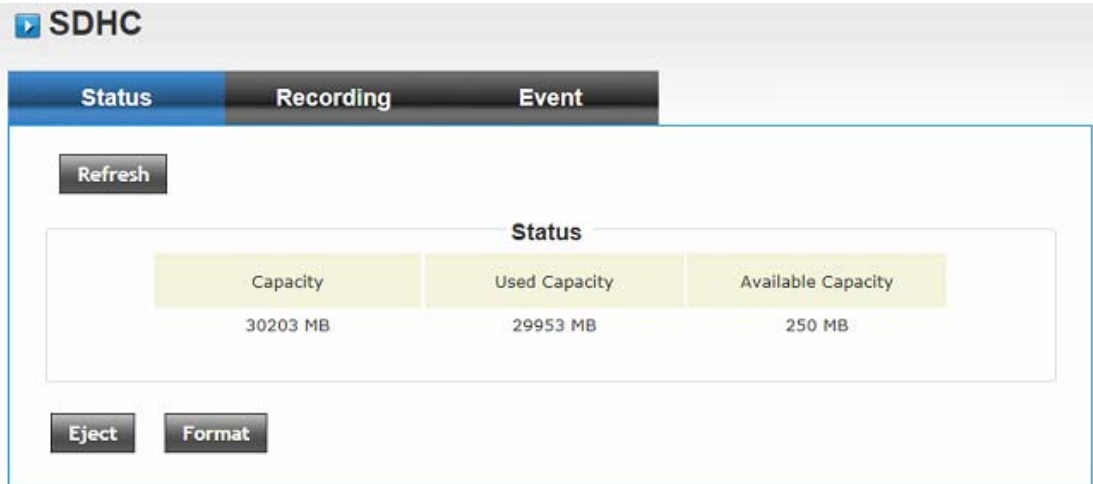 SDHC
Status Recording Event
Refresh
Status
Capacity Used Capacity Available Capacity
30203 MB 29953 MB 250 MB
Eject Format